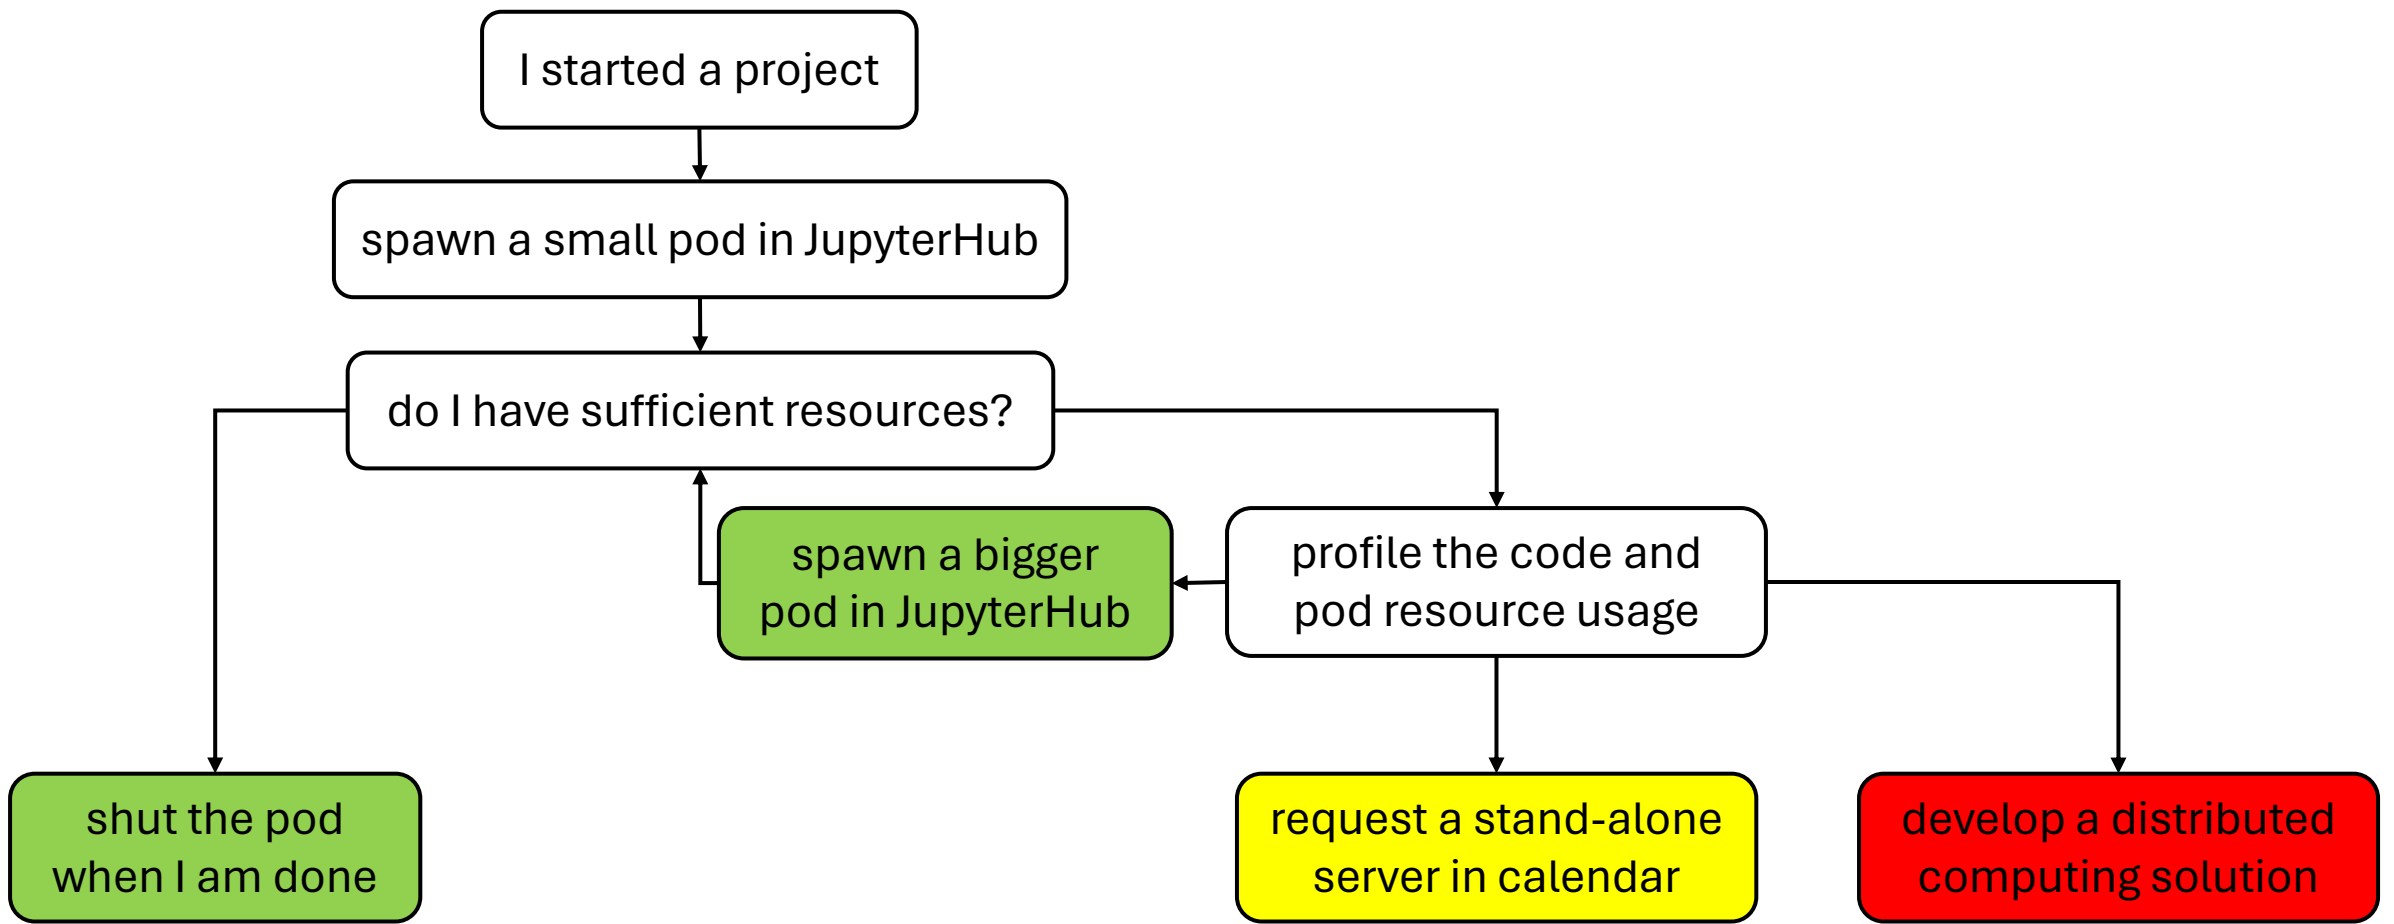 I started a project
spawn a small pod in JupyterHub
do I have sufficient resources?
spawn a bigger
pod in JupyterHub
profile the code and
pod resource usage
shut the pod
when I am done
request a stand-alone
server in calendar
develop a distributed
computing solution